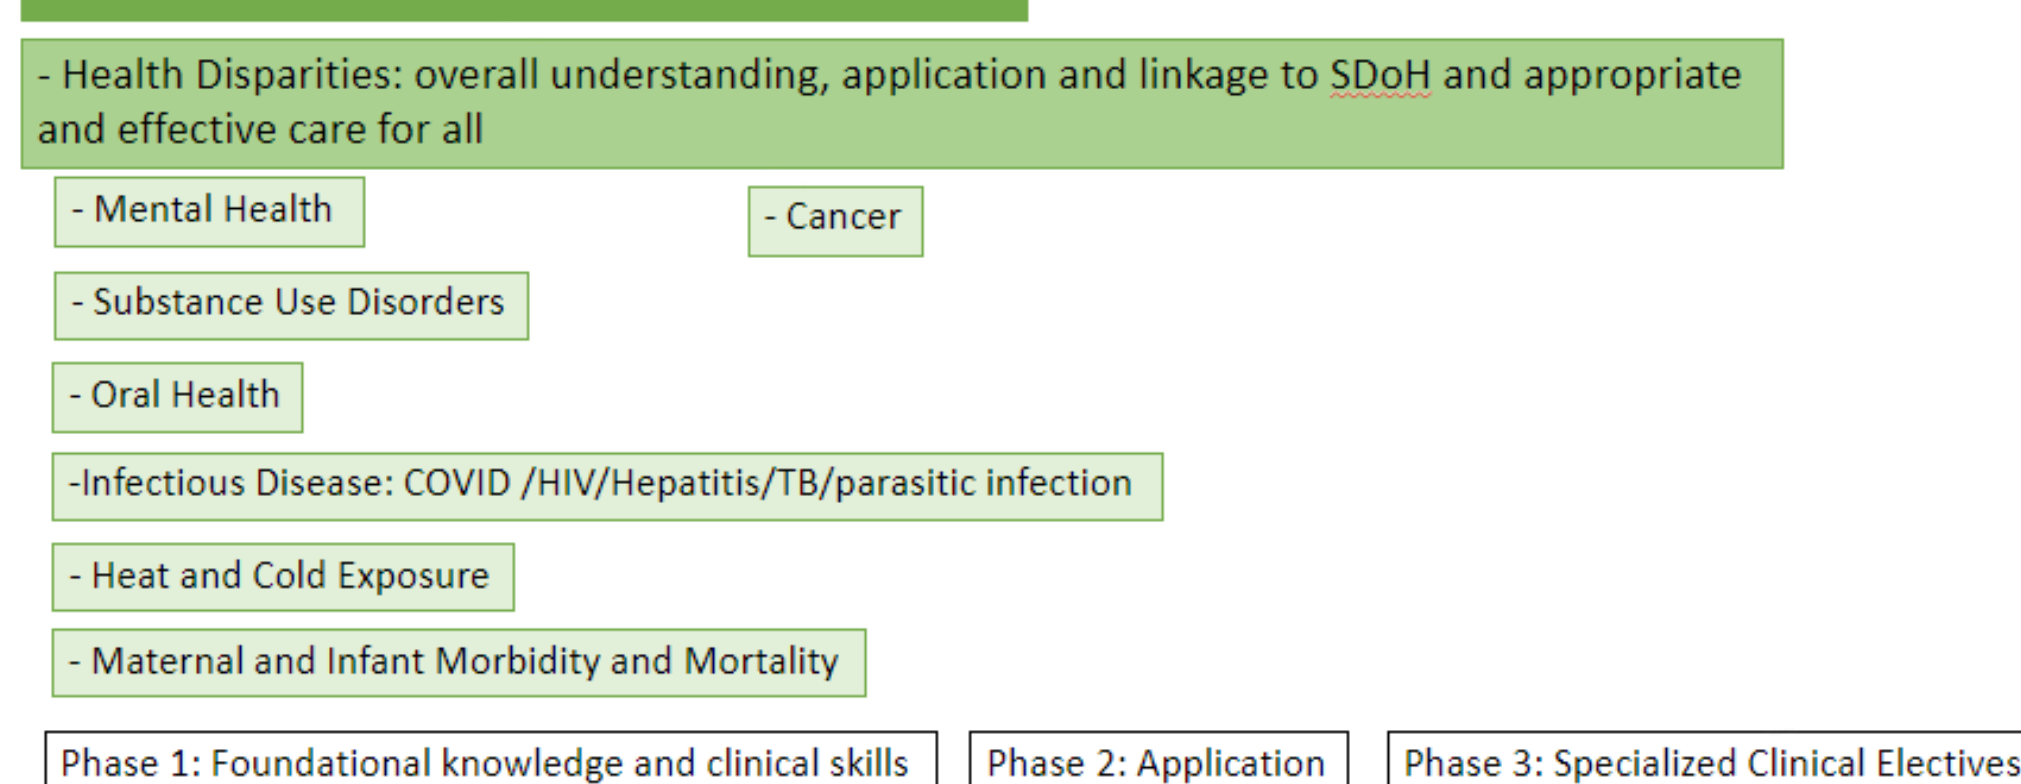 - Health Disparities: overall understanding, application and linkage to SDoH and appropriate
and effective care for all
- Mental Health
- Cancer
- Substance Use Disorders
- Oral Health
-Infectious Disease: COVID /HIV/Hepatitis/TB/parasitic infection
- Heat and Cold Exposure
- Maternal and Infant Morbidity and Mortality
Phase 1: Foundational knowledge and clinical skills
Phase 2: Application
Phase 3: Specialized Clinical Electives